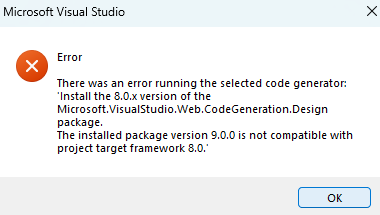 Microsoft Visual Studio
Error
There was an error running the selected code generator:
'Install the 8.0.x version of the
Microsoft.VisualStudio.Web.CodeGeneration.Design
package.
The installed package version 9.0.0 is not compatible with
project target framework 8.0.'
OK